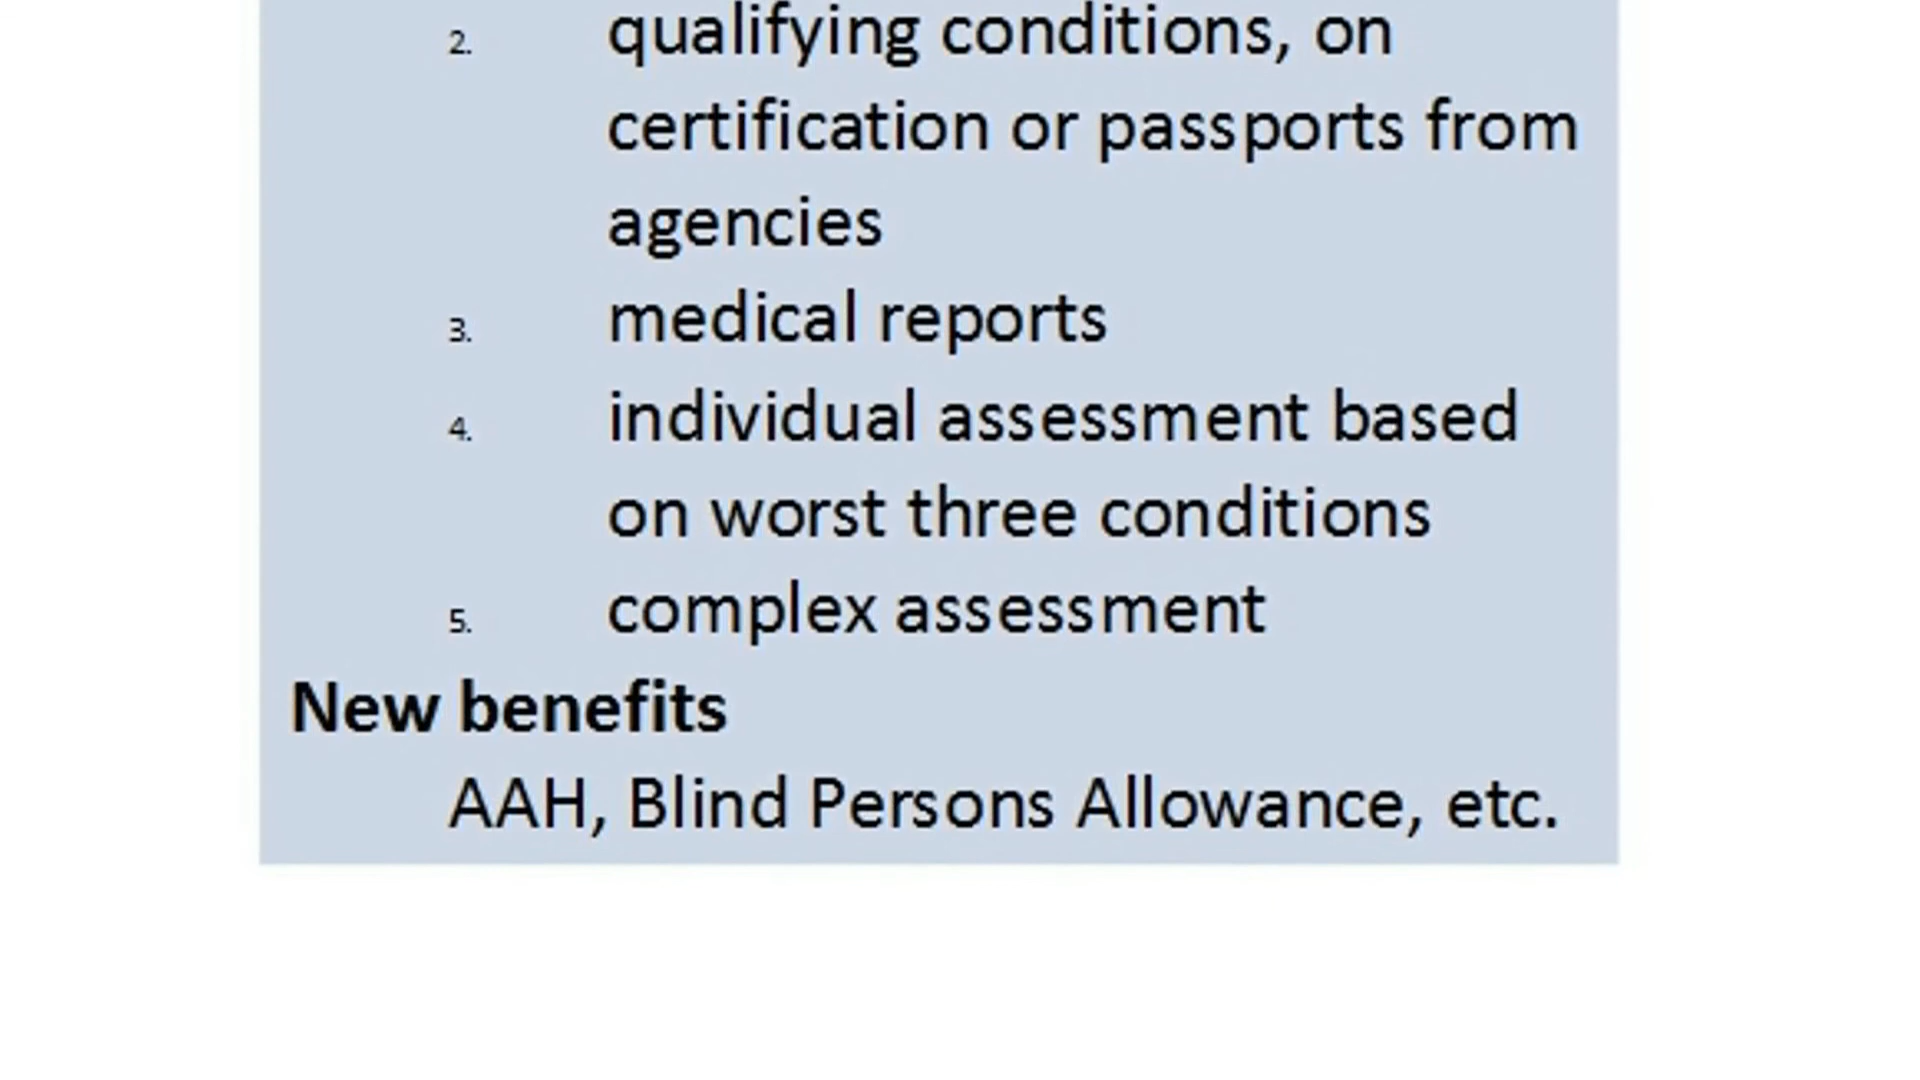 2. qualifying conditions, on
certification or passports from
agencies
3. medical reports
4. individual assessment based
on worst three conditions
5. complex assessment
New benefits
AAH, Blind Persons Allowance, etc.